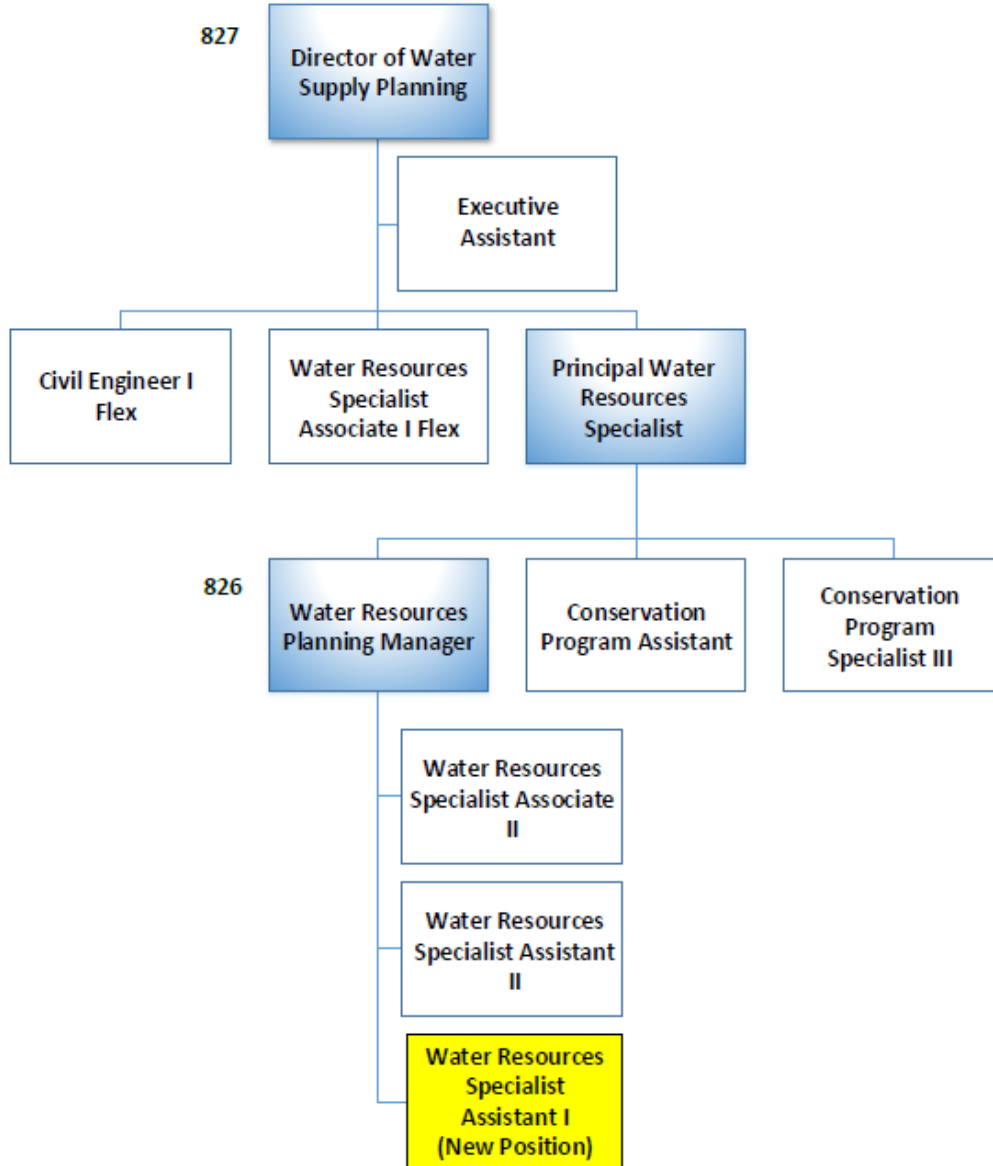 827
Director of Water
Supply Planning
Executive
Assistant
Civil Engineer I
Flex
Water Resources
Specialist
Associate I Flex
Principal Water
Resources
Specialist
826
Water Resources
Planning Manager
Conservation
Program Assistant
Conservation
Program
Specialist III
Water Resources
Specialist Associate
II
Water Resources
Specialist Assistant
II
Water Resources
Specialist
Assistant I
(New Position)